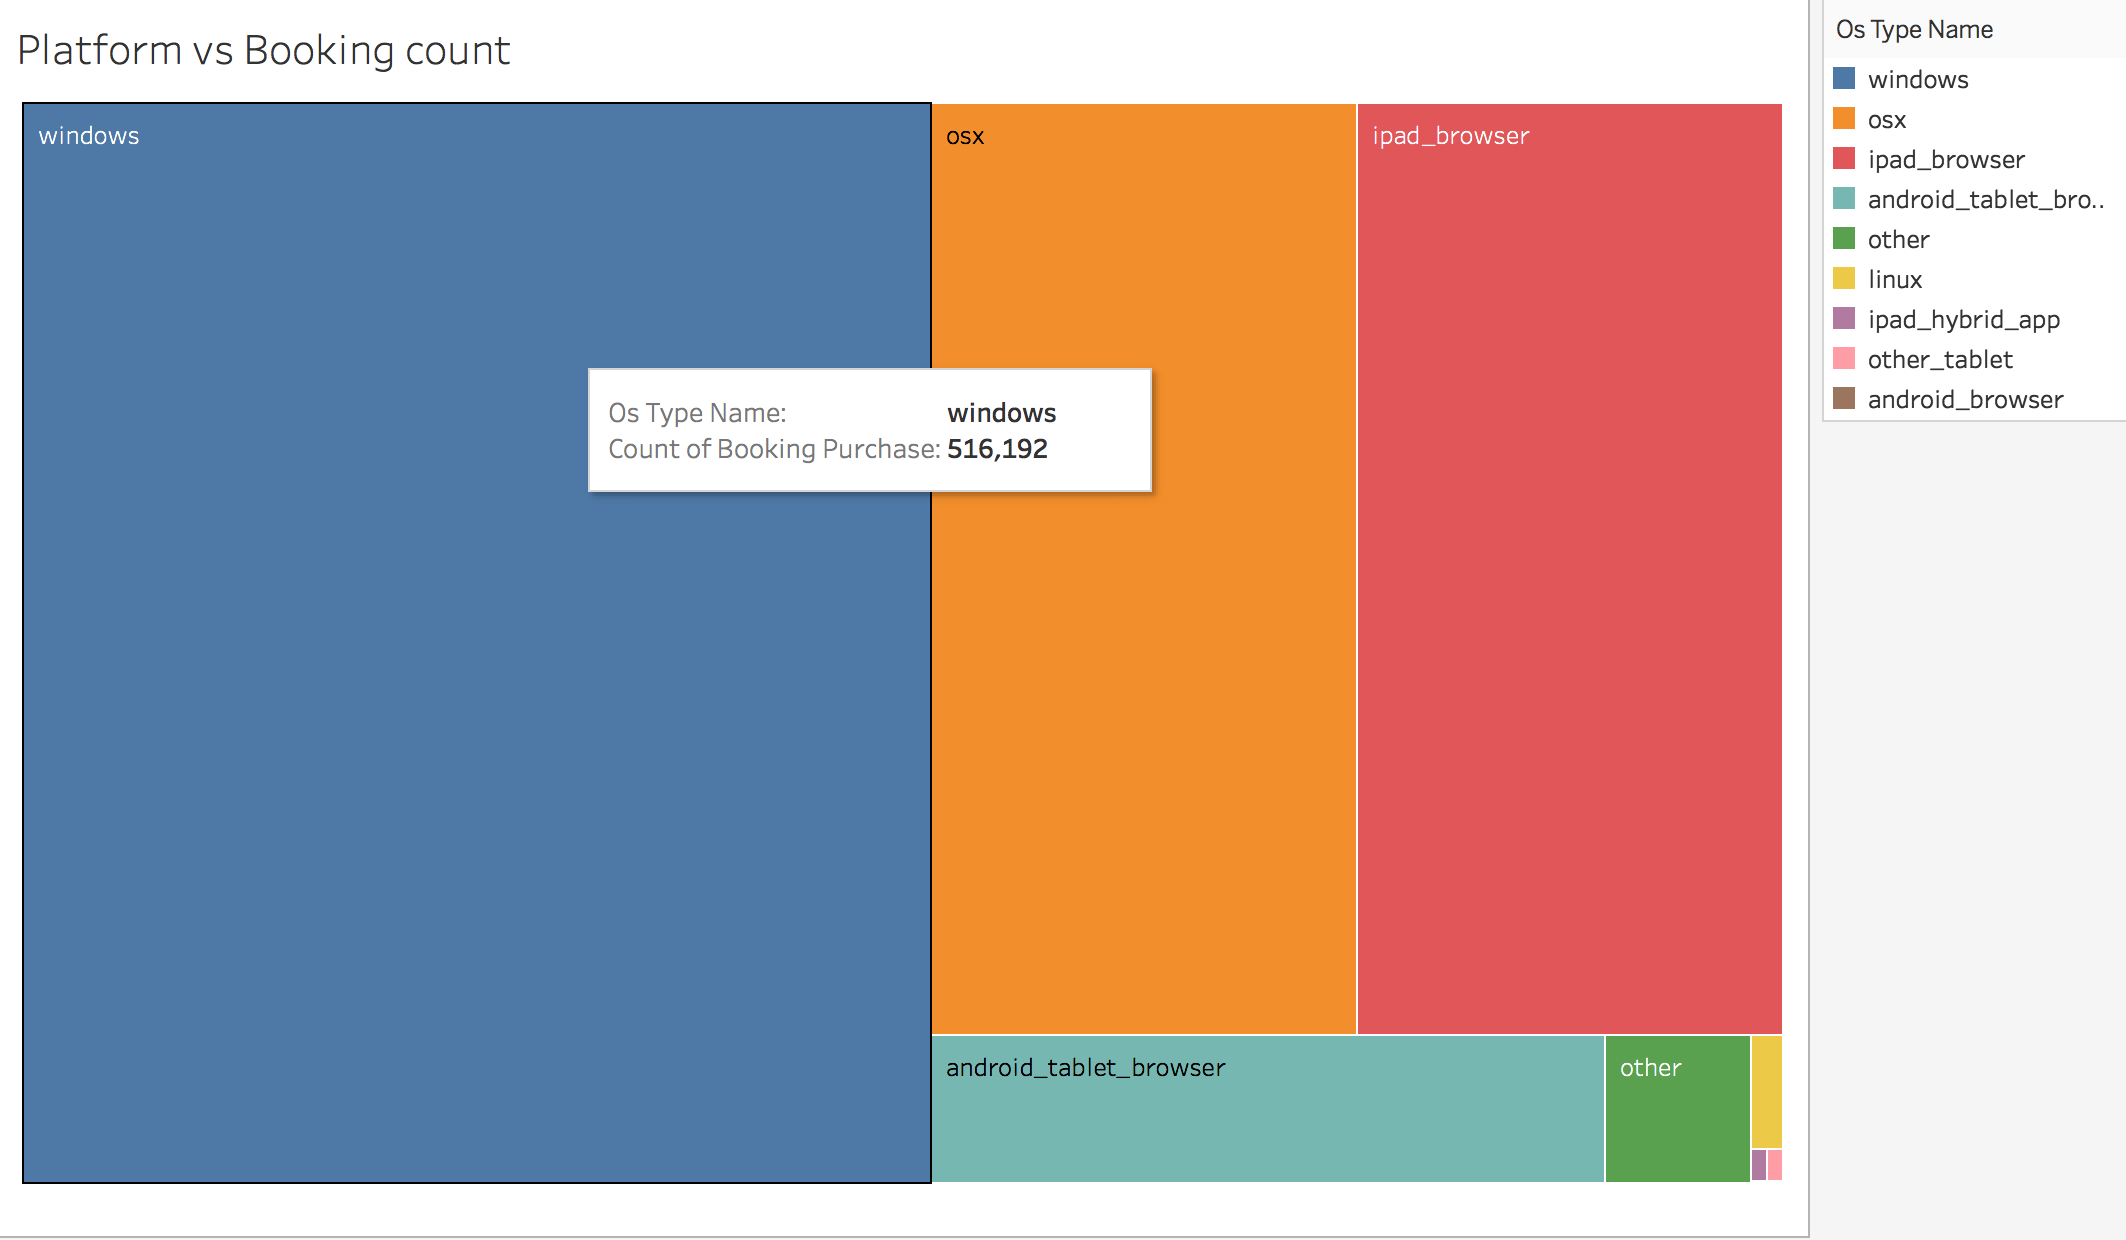 Platform vs Booking count
windows
osx
ipad_browser
Os Type Name: windows
Count of Booking Purchase: 516,192
android_tablet_browser
other
Os Type Name
windows
osx
ipad_browser
android_tablet_bro..
other
linux
ipad_hybrid_app
other_tablet
android_browser